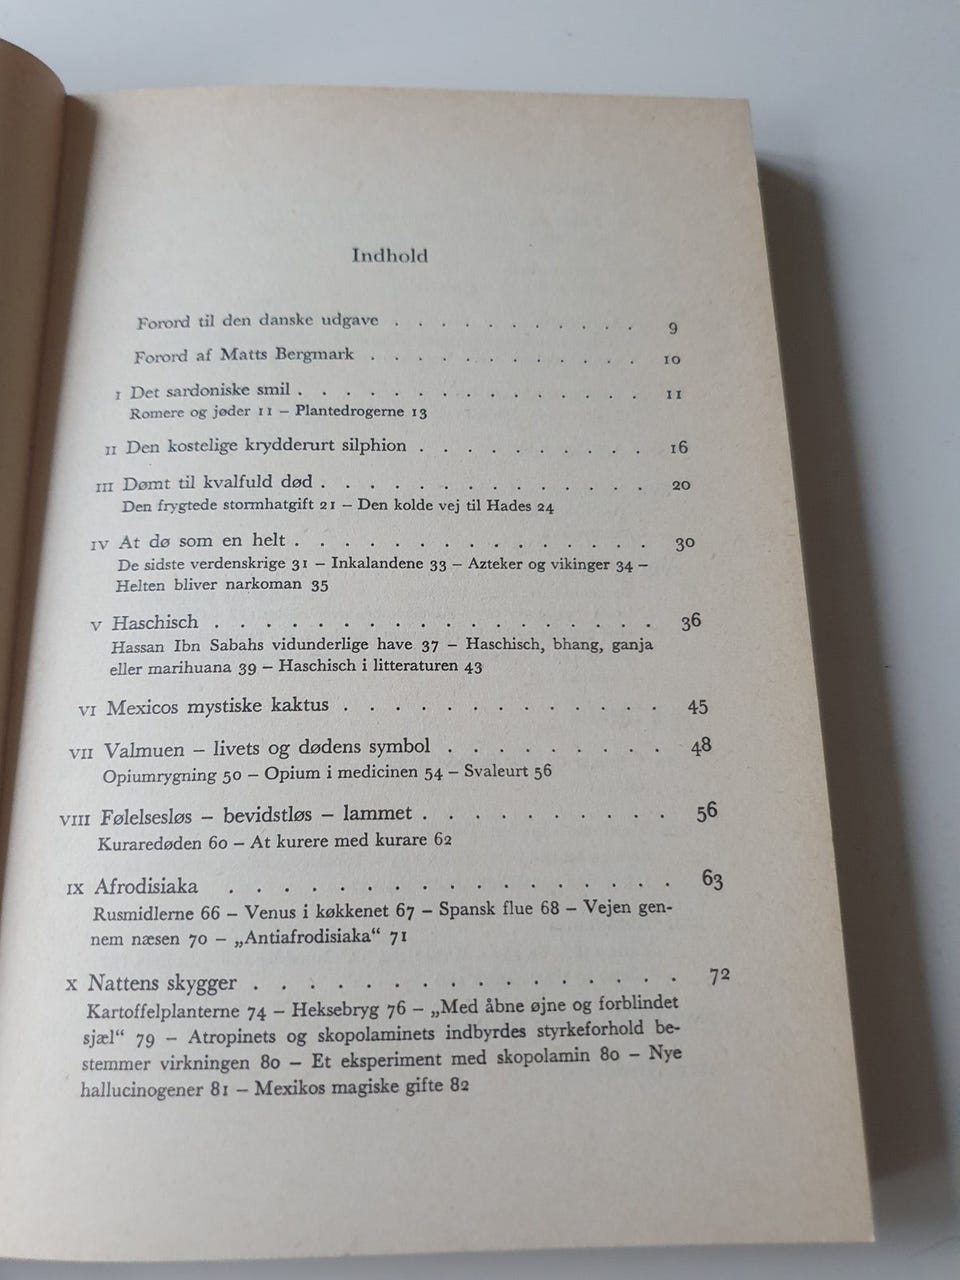 Indhold
Forord til den danske udgave . . . . . . . . . . 9
Forord af Matts Bergmark . . . . . . . . . . . 10
I Det sardoniske smil . . . . . . . . . . . . . . 11
Romere og jøder 11 – Plantedrogerne 13
II Den kostelige krydderurt silphion . . . . . . . . . . 16
III Dømt til kvalfuld død . . . . . . . . . . . . . . 20
Den frygtede stormhatgift 21 – Den kolde vej til Hades 24
IV At dø som en helt . . . . . . . . . . . . . . . 30
De sidste verdenskrige 31 – Inkalandene 33 – Azteker og vikinger 34 –
Helten bliver narkoman 35
V Haschisch . . . . . . . . . . . . . . . . . . 36
Hassan Ibn Sabahs vidunderlige have 37 – Haschisch, bhang, ganja
eller marihuana 39 – Haschisch i litteraturen 43
VI Mexicos mystiske kaktus . . . . . . . . . . . . . 45
VII Valmuen – livets og dødens symbol . . . . . . . . . 48
Opiumrygning 50 – Opium i medicinen 54 – Svaleurt 56
VIII Følelsesløs – bevidstløs – lammet . . . . . . . . . . 56
Kuraredøden 60 – At kurere med kurare 62
IX Afrodisiaka . . . . . . . . . . . . . . . . . 63
Rusmidlerne 66 – Venus i køkkenet 67 – Spansk flue 68 – Vejen gen-
nem næsen 70 – „Antiafrodisiaka“ 71
X Nattens skygger . . . . . . . . . . . . . . . . 72
Kartoffelplanterne 74 – Heksebryg 76 – „Med åbne øjne og forblindet
sjæl“ 79 – Atropinets og skopolaminets indbyrdes styrkeforhold be-
stemmer virkningen 80 – Et eksperiment med skopolamin 80 – Nye
hallucinogener 81 – Mexikos magiske gifte 82